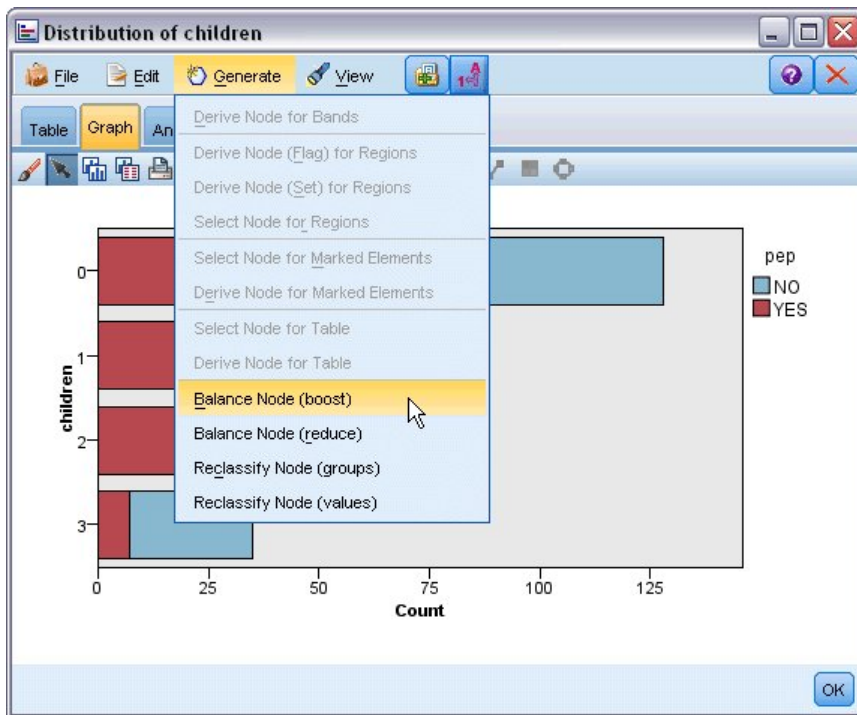 Distribution of children
File Edit Generate View
Table Graph An
Derive Node for Bands
Derive Node (Flag) for Regions
Derive Node (Set) for Regions
Select Node for Regions
Select Node for Marked Elements
Derive Node for Marked Elements
Select Node for Table
Derive Node for Table
Balance Node (boost)
Balance Node (reduce)
Reclassify Node (groups)
Reclassify Node (values)
children
0
1
2
3
0 25 50 75 100 125
Count
pep
NO
YES
OK